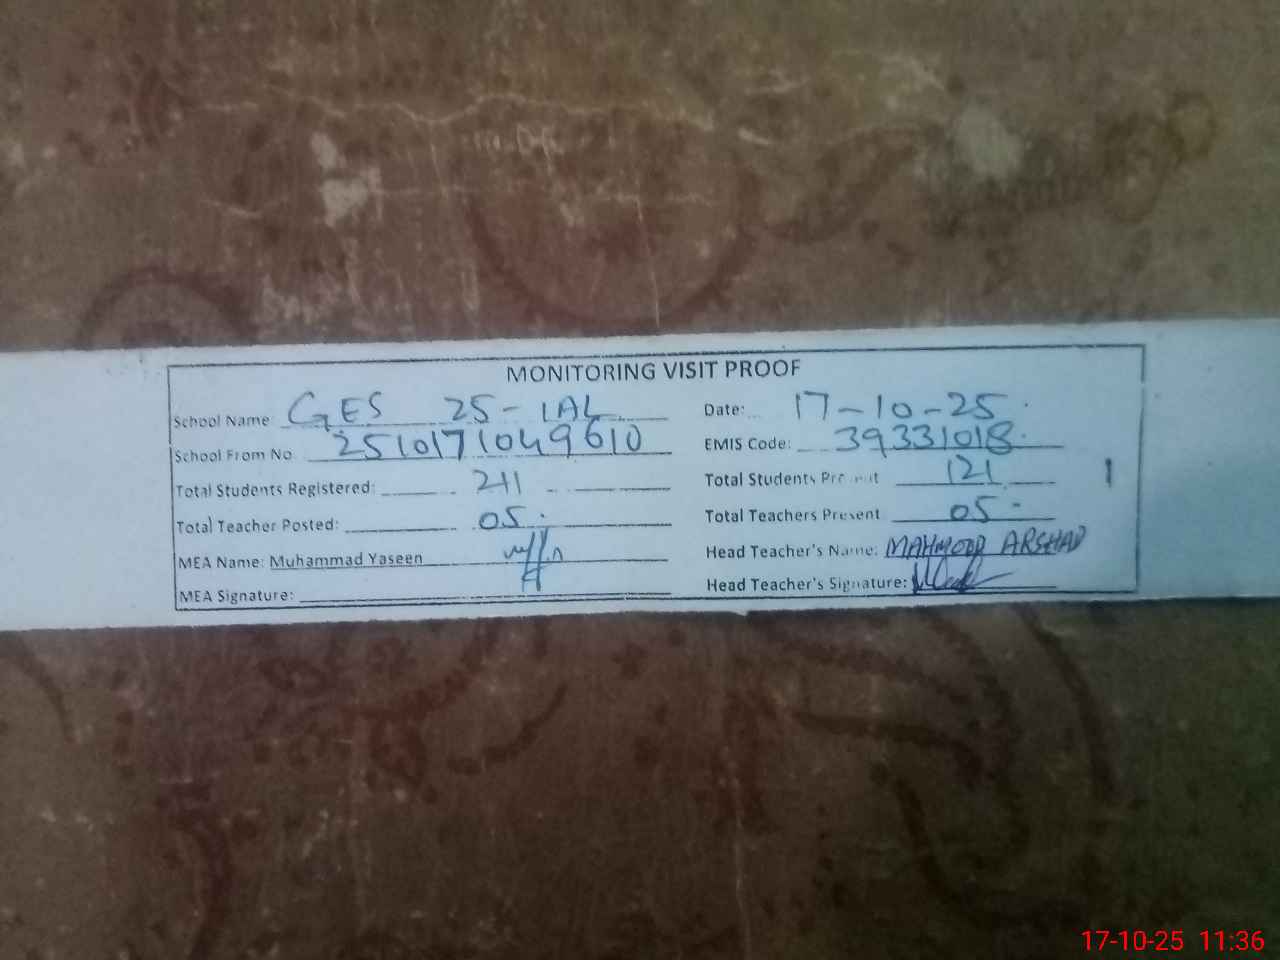 MONITORING VISIT PROOF
School Name: GES 25-1AL Date: 17-10-25
School From No. 2510171049610 EMIS Code: 39331018
Total Students Registered: 211 Total Students Present 121
Total Teacher Posted: 05 Total Teachers Present 05
MEA Name: Muhammad Yaseen Head Teacher's Name: MAHMOOD ARSHAD
MEA Signature: Head Teacher's Signature:
17-10-25 11:36